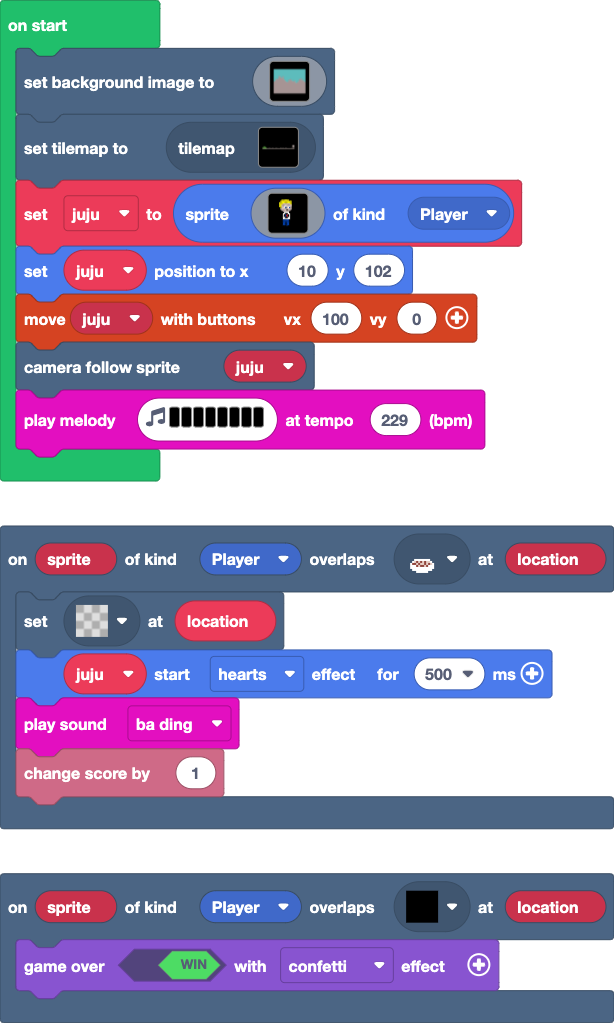 on start
set background image to
set tilemap to tilemap
set juju to sprite of kind Player
set juju position to x 10 y 102
move juju with buttons vx 100 vy 0
camera follow sprite juju
play melody at tempo 229 (bpm)
on sprite of kind Player overlaps at location
set at location
juju start hearts effect for 500 ms
play sound ba ding
change score by 1
on sprite of kind Player overlaps at location
game over WIN with confetti effect